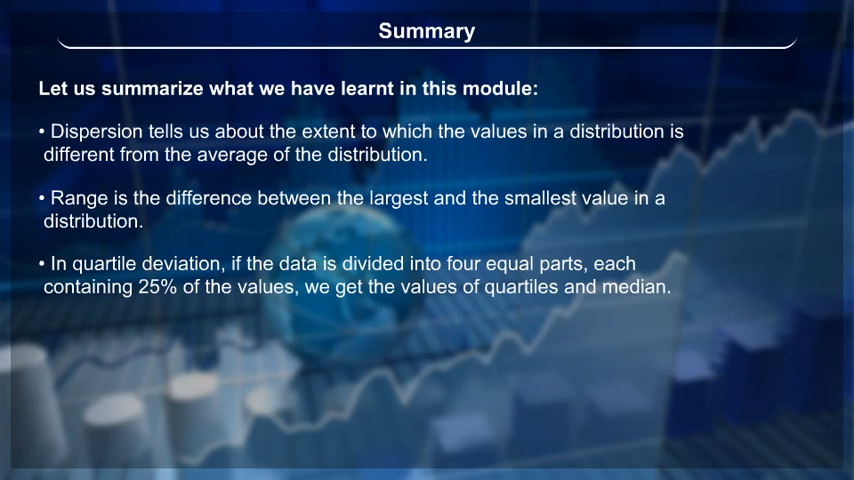 Summary
Let us summarize what we have learnt in this module:
• Dispersion tells us about the extent to which the values in a distribution is
different from the average of the distribution.
• Range is the difference between the largest and the smallest value in a
distribution.
• In quartile deviation, if the data is divided into four equal parts, each
containing 25% of the values, we get the values of quartiles and median.